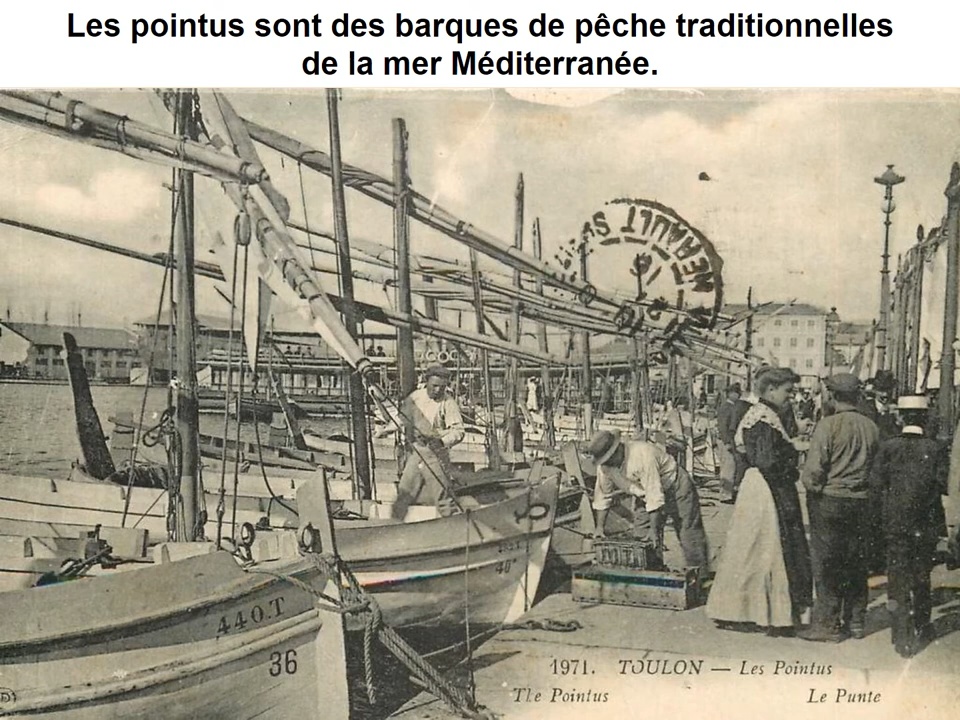 Les pointus sont des barques de pêche traditionnelles
de la mer Méditerranée.
HÉRAULT
440.T
36
1971. TOULON — Les Pointus
The Pointus
Le Punte